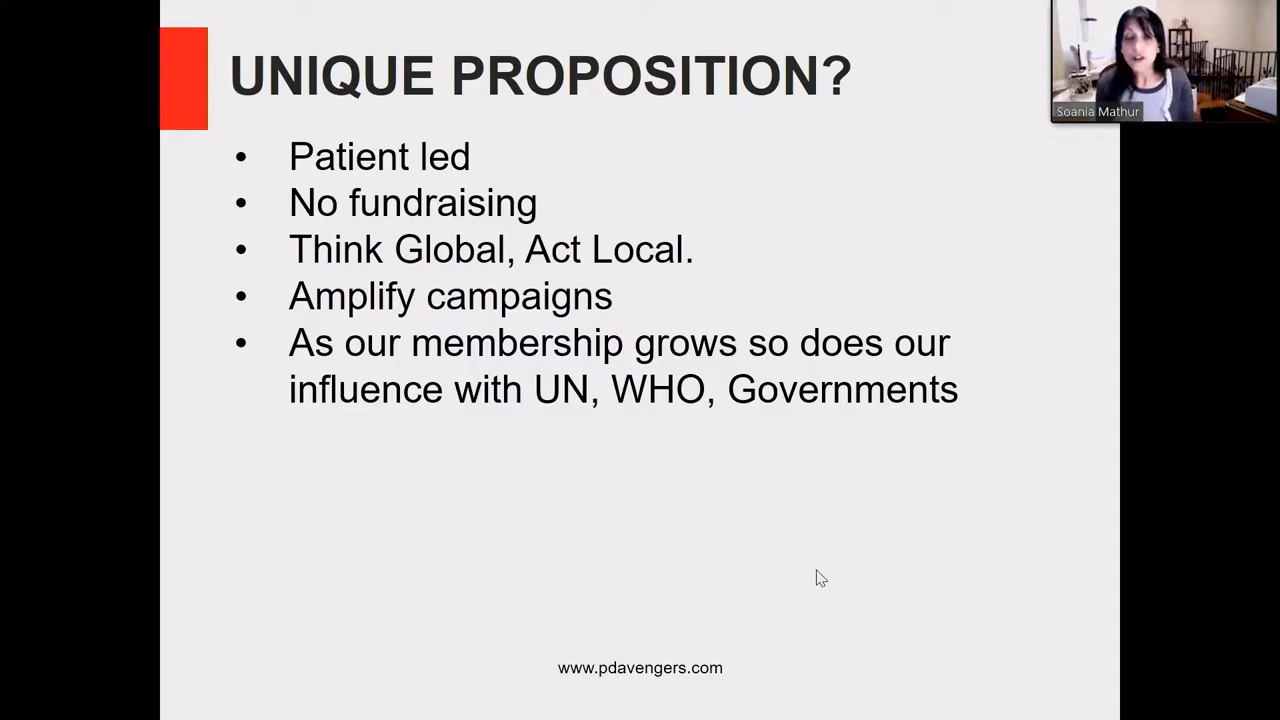 UNIQUE PROPOSITION?
Soania Mathur
• Patient led
• No fundraising
• Think Global, Act Local.
• Amplify campaigns
• As our membership grows so does our
influence with UN, WHO, Governments
www.pdavengers.com